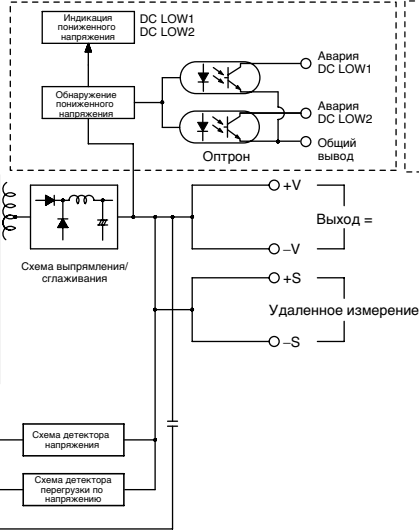 Индикация
пониженного
напряжения
DC LOW1
DC LOW2
Обнаружение
пониженного
напряжения
Авария
DC LOW1
Авария
DC LOW2
Общий
вывод
Оптрон
+V
Выход =
–V
Схема выпрямления/
сглаживания
+S
Удаленное измерение
–S
Схема детектора
напряжения
Схема детектора
перегрузки по
напряжению